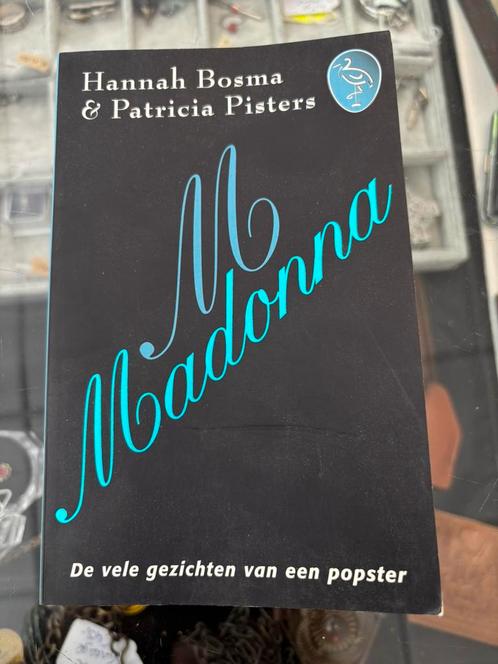 Hannah Bosma
& Patricia Pisters
M
Madonna
De vele gezichten van een popster